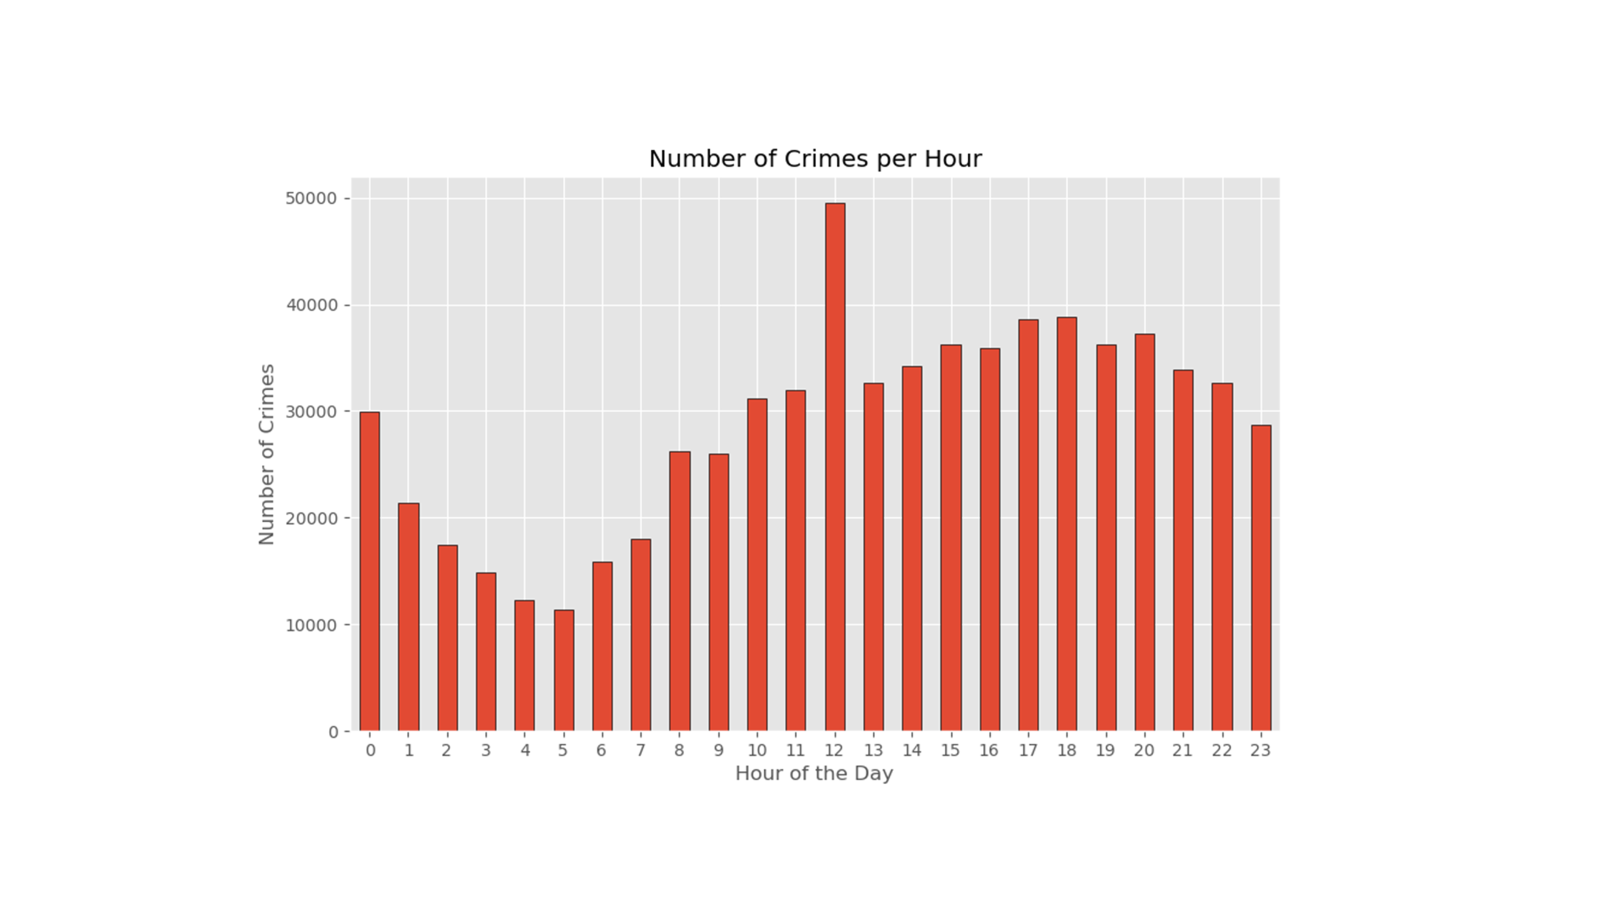 Number of Crimes per Hour
50000
40000
30000
20000
10000
0
Number of Crimes
0 1 2 3 4 5 6 7 8 9 10 11 12 13 14 15 16 17 18 19 20 21 22 23
Hour of the Day